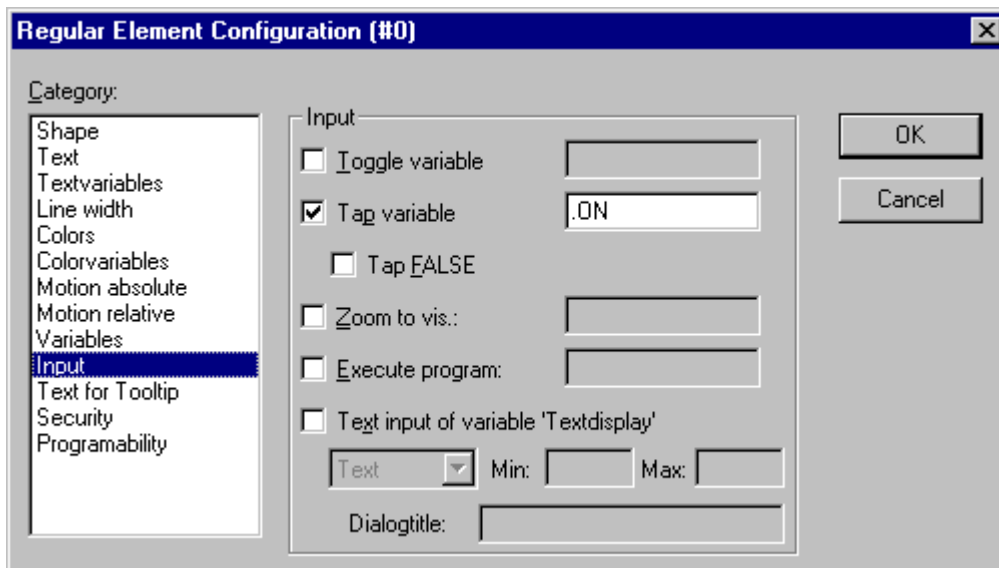 Regular Element Configuration (#0)
Category:
Shape
Text
Textvariables
Line width
Colors
Colorvariables
Motion absolute
Motion relative
Variables
Input
Text for Tooltip
Security
Programability
Input
Toggle variable
Tap variable .ON
Tap FALSE
Zoom to vis.:
Execute program:
Text input of variable 'Textdisplay'
Text Min: Max:
Dialogtitle:
OK
Cancel